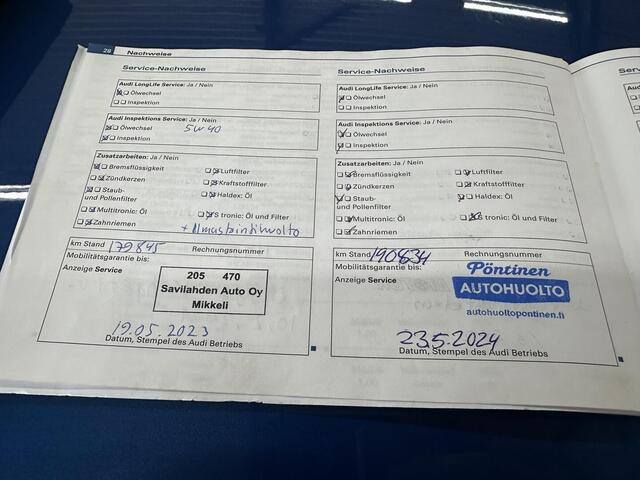 28 Nachweise
Service-Nachweise
Audi LongLife Service: Ja / Nein
Ölwechsel
Inspektion
Audi Inspektions Service: Ja / Nein
Ölwechsel 5W40
Inspektion
Zusatzarbeiten: Ja / Nein
Bremsflüssigkeit Luftfilter
Zündkerzen Kraftstofffilter
Staub- Haldex: Öl
und Pollenfilter
Multitronic: Öl S tronic: Öl und Filter
Zahnriemen + Ilmastointihuolto
km Stand 179845 Rechnungsnummer
Mobilitätsgarantie bis:
Anzeige Service
205 470
Savilahden Auto Oy
Mikkeli
19.05.2023
Datum, Stempel des Audi Betriebs
Service-Nachweise
Audi LongLife Service: Ja / Nein
Ölwechsel
Inspektion
Audi Inspektions Service: Ja / Nein
Ölwechsel
Inspektion
Zusatzarbeiten: Ja / Nein
Bremsflüssigkeit Luftfilter
Zündkerzen Kraftstofffilter
Staub- Haldex: Öl
und Pollenfilter
Multitronic: Öl S tronic: Öl und Filter
Zahnriemen
km Stand 190834 Rechnungsnummer
Mobilitätsgarantie bis:
Anzeige Service
Pöntinen
AUTOHUOLTO
autohuoltopontinen.fi
23.5.2024
Datum, Stempel des Audi Betriebs